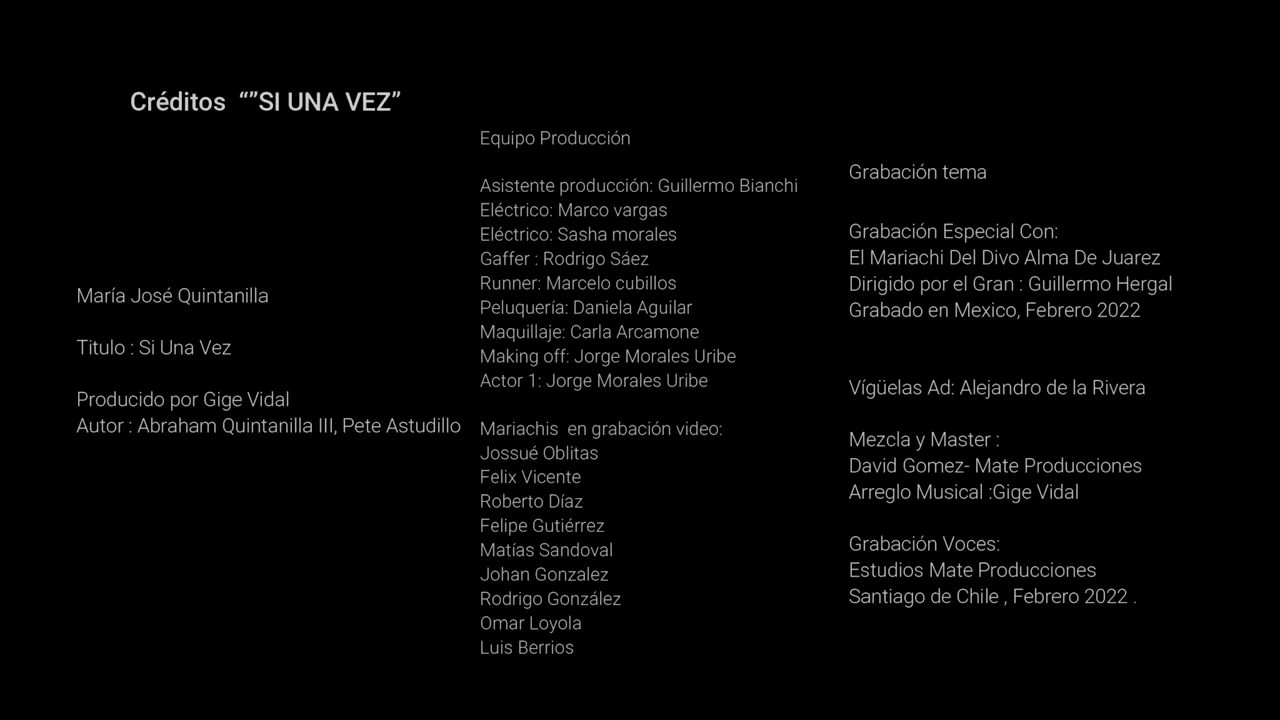 Créditos  “”SI UNA VEZ”
María José Quintanilla
Titulo : Si Una Vez
Producido por Gige Vidal
Autor : Abraham Quintanilla III, Pete Astudillo
Equipo Producción
Asistente producción: Guillermo Bianchi
Eléctrico: Marco vargas
Eléctrico: Sasha morales
Gaffer : Rodrigo Sáez
Runner: Marcelo cubillos
Peluquería: Daniela Aguilar
Maquillaje: Carla Arcamone
Making off: Jorge Morales Uribe
Actor 1: Jorge Morales Uribe
Mariachis  en grabación video:
Jossué Oblitas
Felix Vicente
Roberto Díaz
Felipe Gutiérrez
Matías Sandoval
Johan Gonzalez
Rodrigo González
Omar Loyola
Luis Berrios
Grabación tema
Grabación Especial Con:
El Mariachi Del Divo Alma De Juarez
Dirigido por el Gran : Guillermo Hergal
Grabado en Mexico, Febrero 2022
Vígüelas Ad: Alejandro de la Rivera
Mezcla y Master :
David Gomez- Mate Producciones
Arreglo Musical :Gige Vidal
Grabación Voces:
Estudios Mate Producciones
Santiago de Chile , Febrero 2022 .